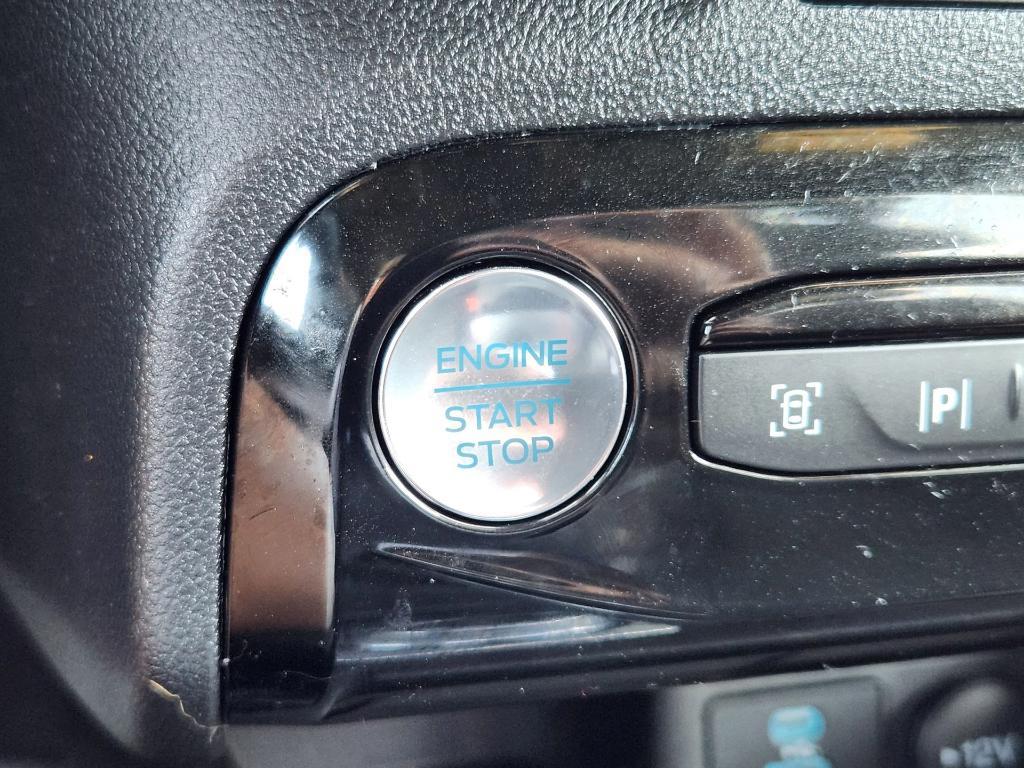 ENGINE
START
STOP
|P|
12V